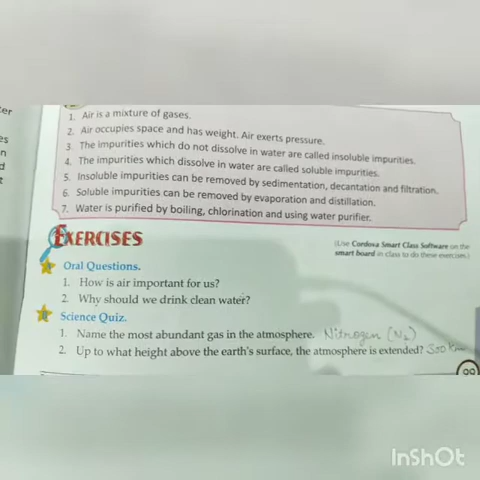 ter
es
n
d
t
1. Air is a mixture of gases.
2. Air occupies space and has weight. Air exerts pressure.
3. The impurities which do not dissolve in water are called insoluble impurities.
4. The impurities which dissolve in water are called soluble impurities.
5. Insoluble impurities can be removed by sedimentation, decantation and filtration.
6. Soluble impurities can be removed by evaporation and distillation.
7. Water is purified by boiling, chlorination and using water purifier.
EXERCISES
(Use Cordova Smart Class Software on the
smart board in class to do these exercises.)
Oral Questions.
1. How is air important for us?
2. Why should we drink clean water?
Science Quiz.
1. Name the most abundant gas in the atmosphere. Nitrogen (N2)
2. Up to what height above the earth's surface, the atmosphere is extended? 300 Km
99
InShOt